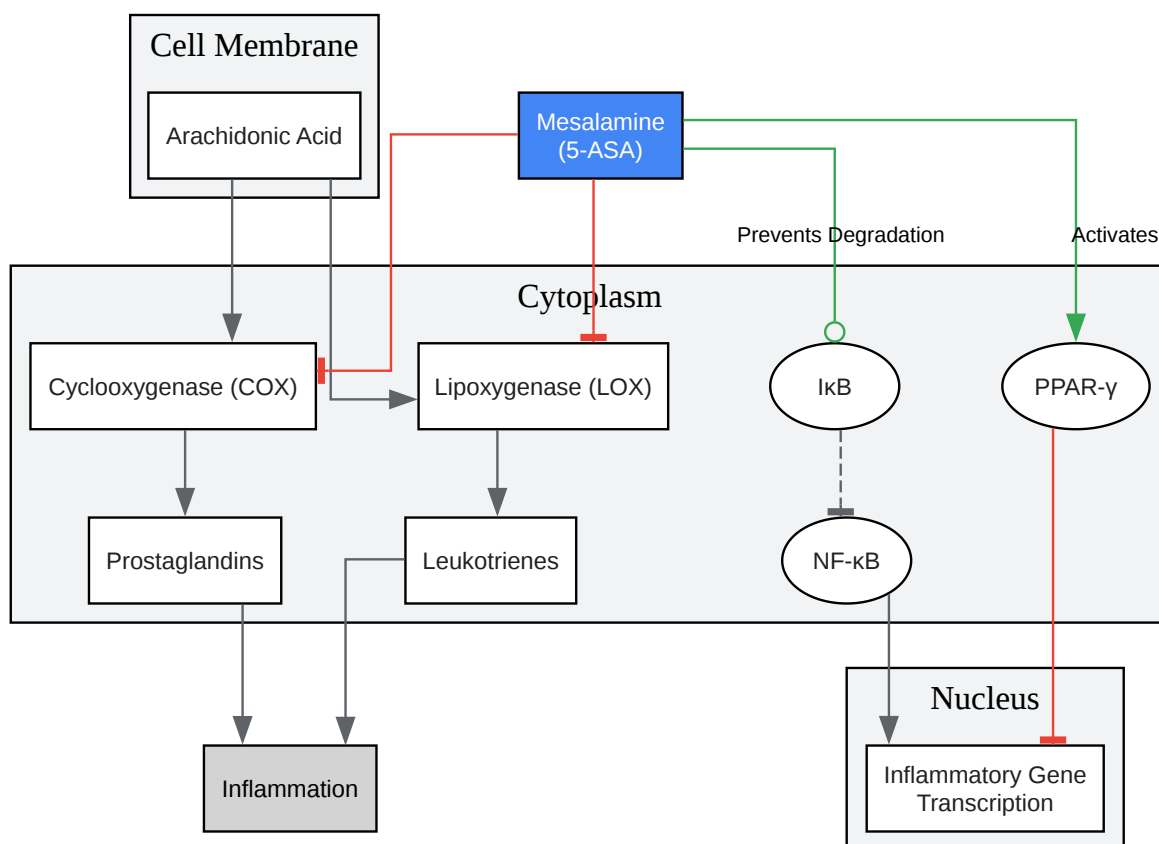 Cell Membrane
Arachidonic Acid
Mesalamine
(5-ASA)
Prevents Degradation
Activates
Cytoplasm
Cyclooxygenase (COX)
Lipoxygenase (LOX)
IκB
PPAR-γ
Prostaglandins
Leukotrienes
NF-κB
Nucleus
Inflammation
Inflammatory Gene
Transcription